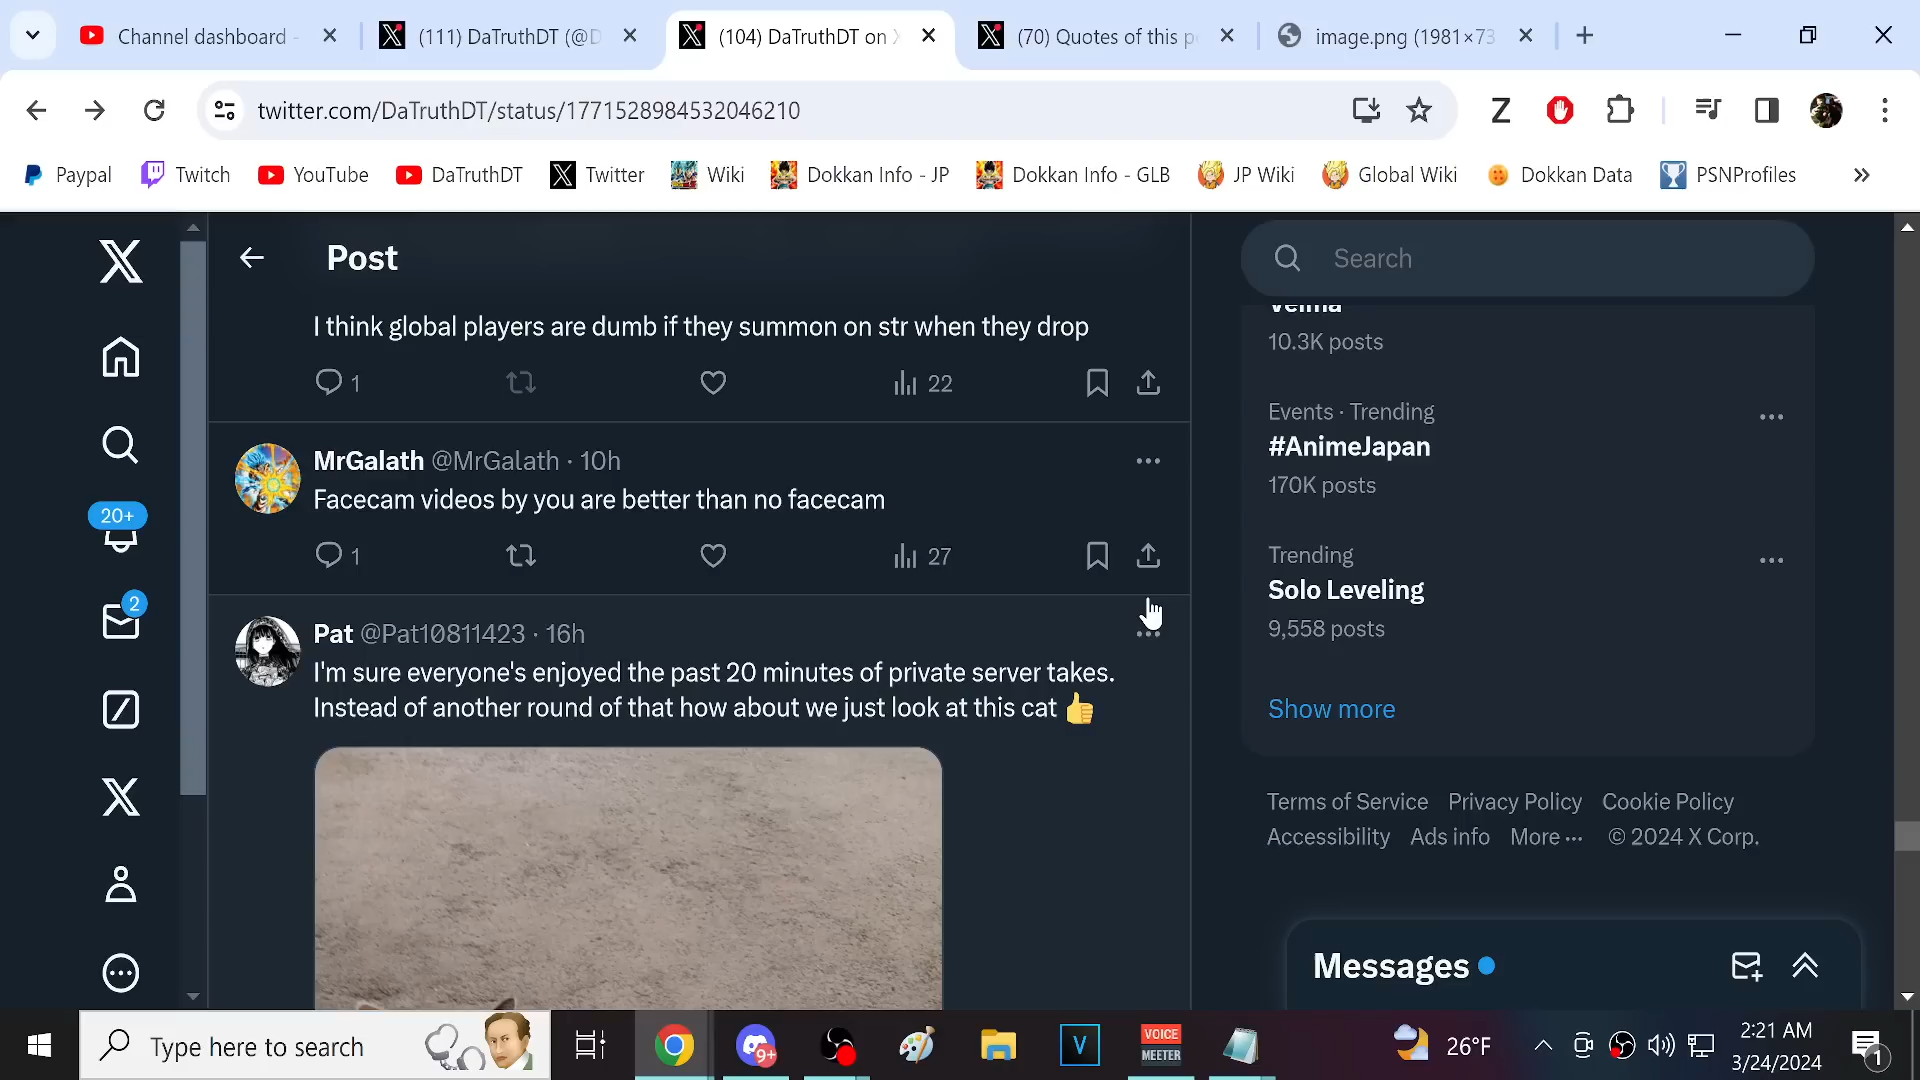 Channel dashboard -
(111) DaTruthDT (@D
(104) DaTruthDT on X
(70) Quotes of this p
image.png (1981×73
twitter.com/DaTruthDT/status/1771528984532046210
Z
Paypal
Twitch
YouTube
DaTruthDT
Twitter
Wiki
Dokkan Info - JP
Dokkan Info - GLB
JP Wiki
Global Wiki
Dokkan Data
PSNProfiles
Post
Search
I think global players are dumb if they summon on str when they drop
1
22
MrGalath @MrGalath · 10h
Facecam videos by you are better than no facecam
1
27
Pat @Pat10811423 · 16h
I'm sure everyone's enjoyed the past 20 minutes of private server takes.
Instead of another round of that how about we just look at this cat 👍
20+
2
Velma
10.3K posts
Events · Trending
#AnimeJapan
170K posts
Trending
Solo Leveling
9,558 posts
Show more
Terms of Service Privacy Policy Cookie Policy
Accessibility Ads info More ··· © 2024 X Corp.
Messages
Type here to search
9+
V
VOICE
MEETER
26°F
2:21 AM
3/24/2024
1